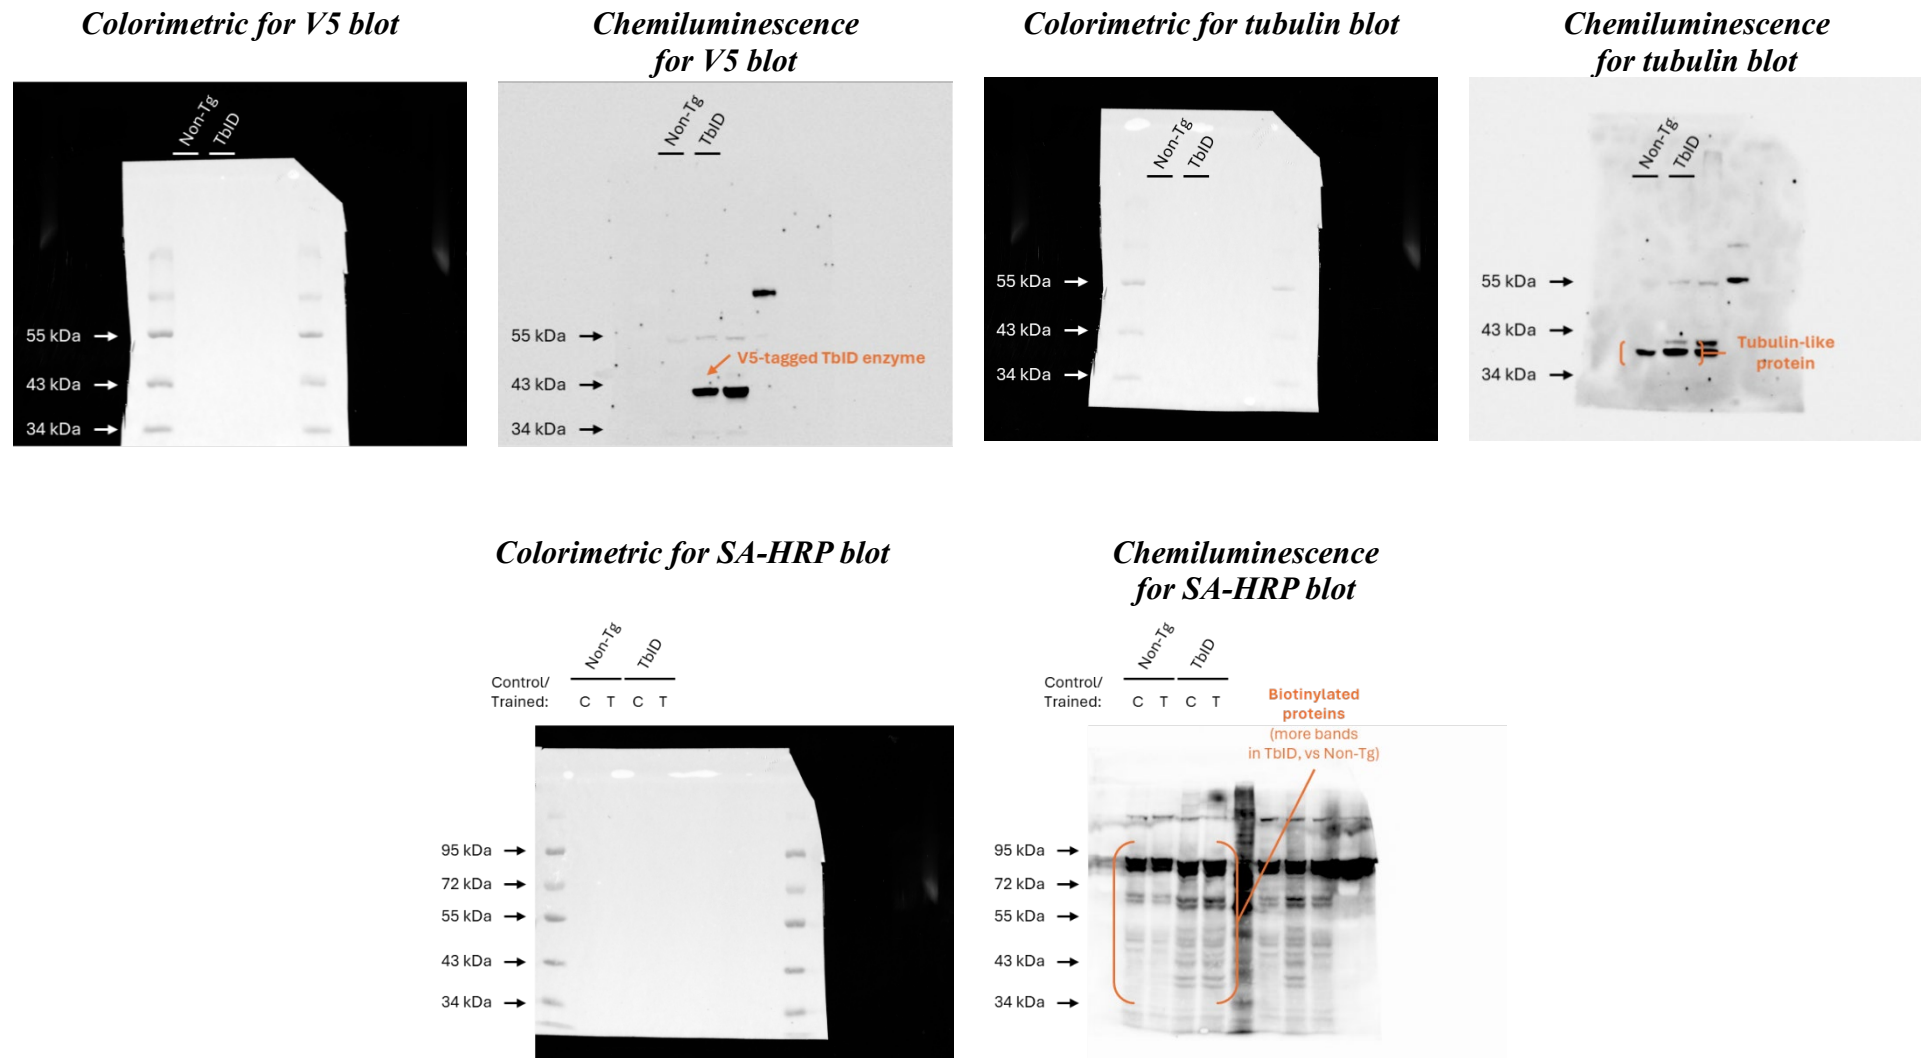 Colorimetric for V5 blot
Chemiluminescence
for V5 blot
Colorimetric for tubulin blot
Chemiluminescence
for tubulin blot
Non-Tg
TbID
55 kDa
43 kDa
34 kDa
Non-Tg
TbID
55 kDa
V5-tagged TbID enzyme
43 kDa
34 kDa
Non-Tg
TbID
55 kDa
43 kDa
34 kDa
Non-Tg
TbID
55 kDa
43 kDa
Tubulin-like
protein
34 kDa
Colorimetric for SA-HRP blot
Chemiluminescence
for SA-HRP blot
Non-Tg
TbID
Control/
Trained: C T C T
95 kDa
72 kDa
55 kDa
43 kDa
34 kDa
Non-Tg
TbID
Control/
Trained: C T C T
Biotinylated
proteins
(more bands
in TbID, vs Non-Tg)
95 kDa
72 kDa
55 kDa
43 kDa
34 kDa